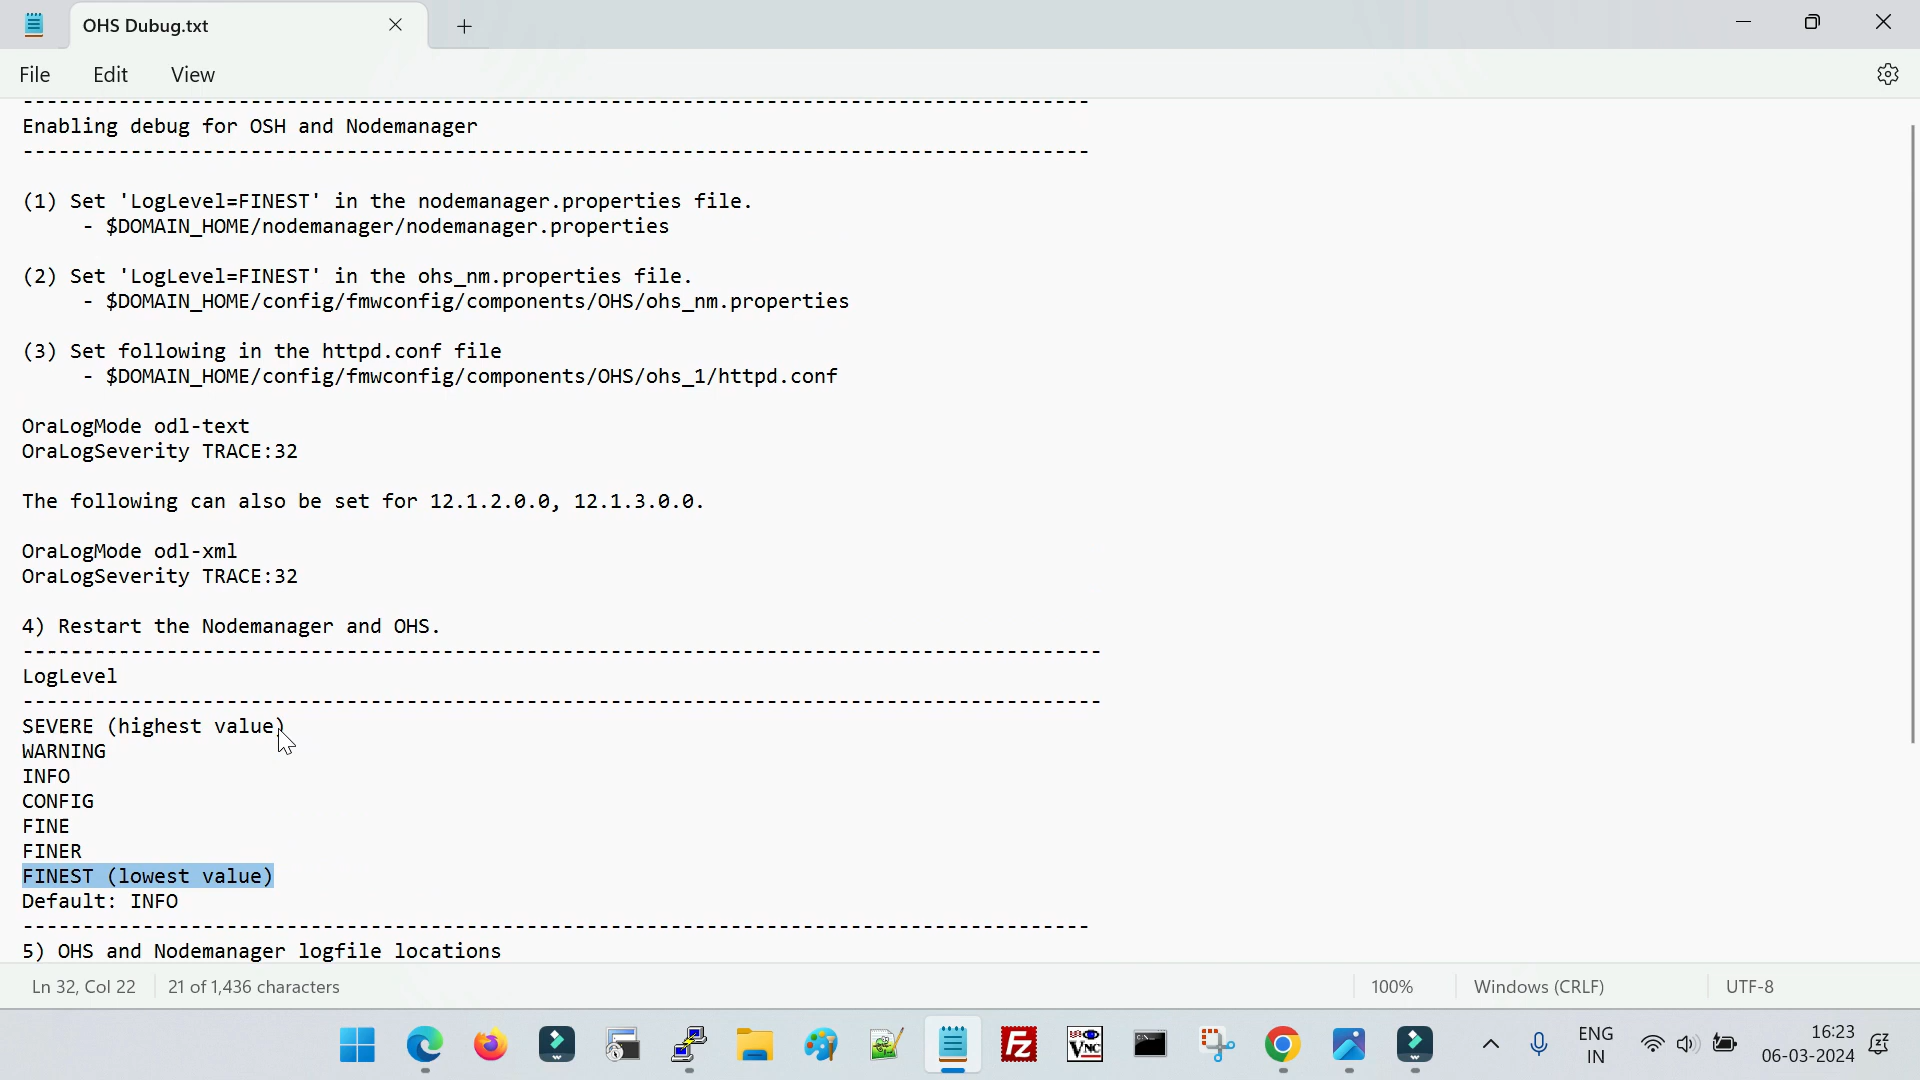 OHS Dubug.txt
File Edit View
--------------------------------------------------------------------------------
Enabling debug for OSH and Nodemanager
-----------------------------------------------------------------------------------------
(1) Set 'LogLevel=FINEST' in the nodemanager.properties file.
- $DOMAIN_HOME/nodemanager/nodemanager.properties
(2) Set 'LogLevel=FINEST' in the ohs_nm.properties file.
- $DOMAIN_HOME/config/fmwconfig/components/OHS/ohs_nm.properties
(3) Set following in the httpd.conf file
- $DOMAIN_HOME/config/fmwconfig/components/OHS/ohs_1/httpd.conf
OraLogMode odl-text
OraLogSeverity TRACE:32
The following can also be set for 12.1.2.0.0, 12.1.3.0.0.
OraLogMode odl-xml
OraLogSeverity TRACE:32
4) Restart the Nodemanager and OHS.
------------------------------------------------------------------------------------------
LogLevel
------------------------------------------------------------------------------------------
SEVERE (highest value)
WARNING
INFO
CONFIG
FINE
FINER
FINEST (lowest value)
Default: INFO
-----------------------------------------------------------------------------------------
5) OHS and Nodemanager logfile locations
Ln 32, Col 22 21 of 1,436 characters 100% Windows (CRLF) UTF-8
VNC
ENG
IN
16:23
06-03-2024